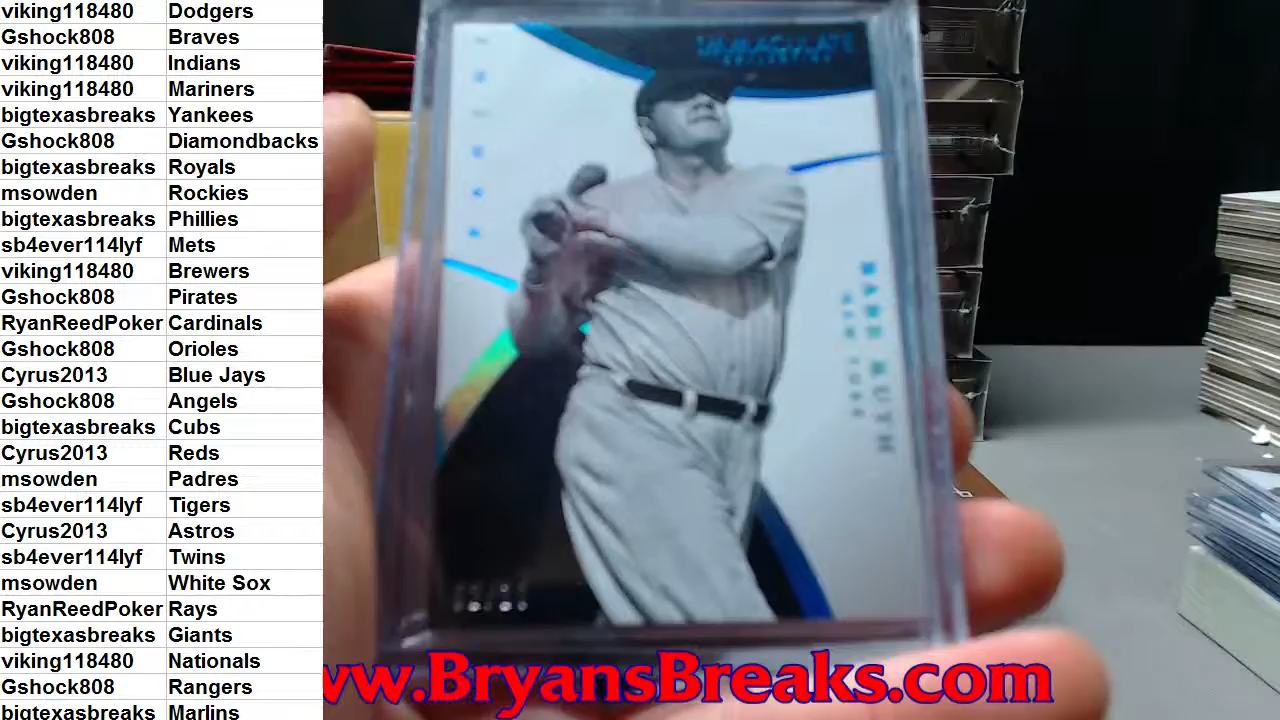 viking118480 Dodgers
Gshock808 Braves
viking118480 Indians
viking118480 Mariners
bigtexasbreaks Yankees
Gshock808 Diamondbacks
bigtexasbreaks Royals
msowden Rockies
bigtexasbreaks Phillies
sb4ever114lyf Mets
viking118480 Brewers
Gshock808 Pirates
RyanReedPoker Cardinals
Gshock808 Orioles
Cyrus2013 Blue Jays
Gshock808 Angels
bigtexasbreaks Cubs
Cyrus2013 Reds
msowden Padres
sb4ever114lyf Tigers
Cyrus2013 Astros
sb4ever114lyf Twins
msowden White Sox
RyanReedPoker Rays
bigtexasbreaks Giants
viking118480 Nationals
Gshock808 Rangers
bigtexasbreaks Marlins
IMMACULATE
COLLECTION
BABE RUTH
NEW YORK
ww.BryansBreaks.com